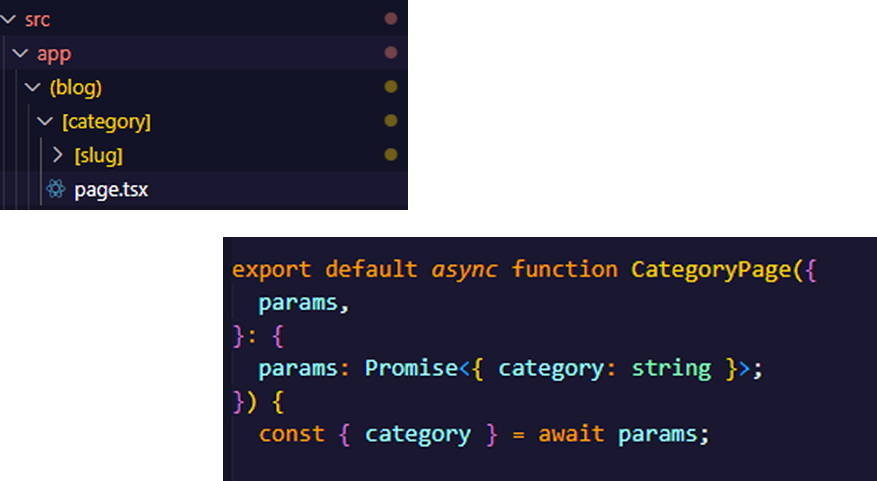 src
app
(blog)
[category]
[slug]
page.tsx
export default async function CategoryPage({
params,
}: {
params: Promise<{ category: string }>;
}) {
const { category } = await params;